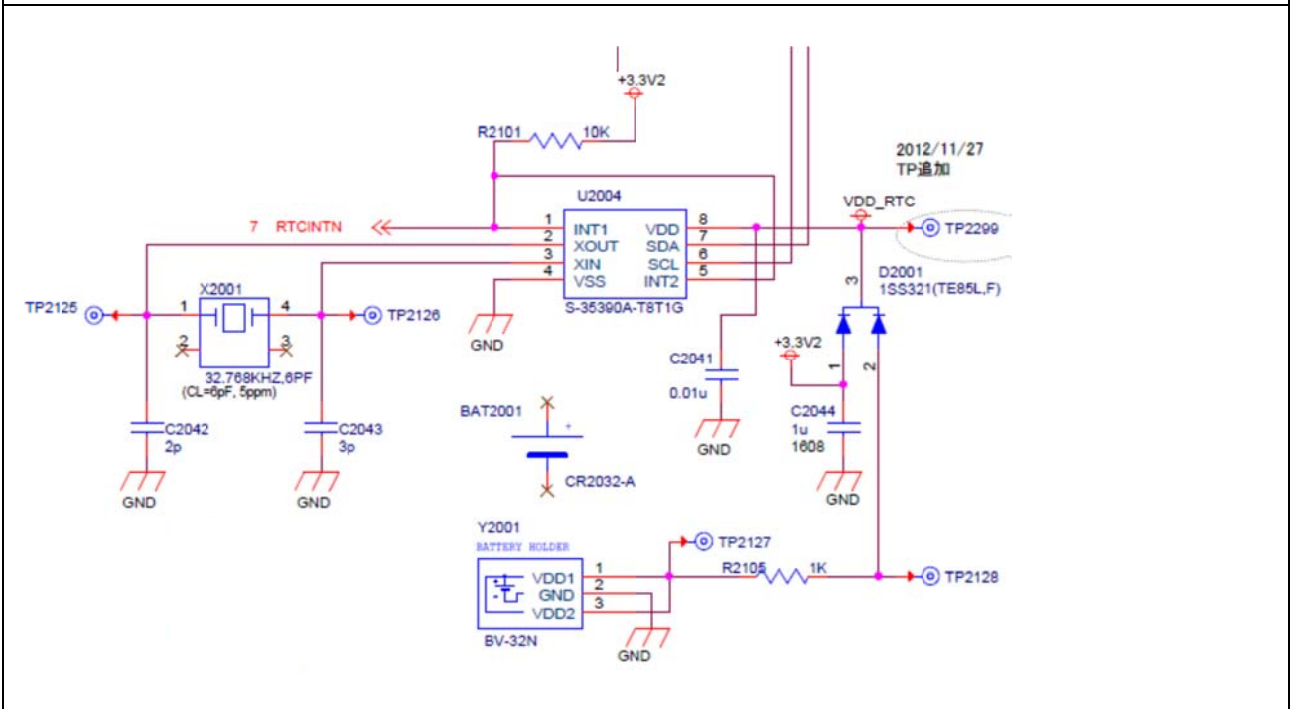 +3.3V2
R2101 10K
2012/11/27
TP追加
U2004
VDD_RTC
7 RTCINTN
1 INT1 VDD 8
2 XOUT SDA 7
3 XIN SCL 6
4 VSS INT2 5
TP2299
S-35390A-T8T1G
D2001
1SS321(TE85L,F)
3
X2001
TP2125
1
4
TP2126
2
3
GND
32.768KHZ,6PF
(CL=6pF, 5ppm)
+3.3V2
1
2
C2041
0.01u
GND
C2042
2p
GND
C2043
3p
GND
BAT2001
+
CR2032-A
C2044
1u
1608
GND
Y2001
BATTERY HOLDER
VDD1 1
GND 2
VDD2 3
BV-32N
TP2127
R2105 1K
TP2128
GND